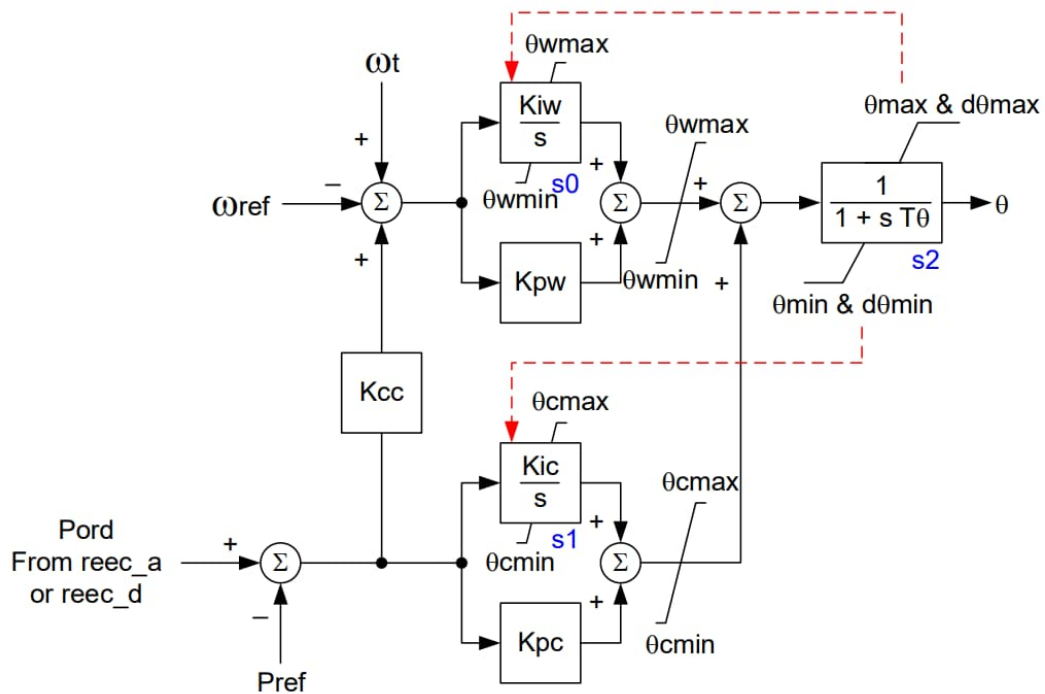 θwmax
ωt
Kiw
s
θmax & dθmax
+
θwmax
+
s0
θwmin
–
ωref
Σ
Σ
+
Σ
1
1 + s Tθ
θ
s2
+
+
Kpw
θwmin
+
θmin & dθmin
Kcc
θcmax
Kic
s
θcmax
+
s1
θcmin
Pord
From reec_a
or reec_d
+
Σ
Σ
–
+
Kpc
θcmin
Pref